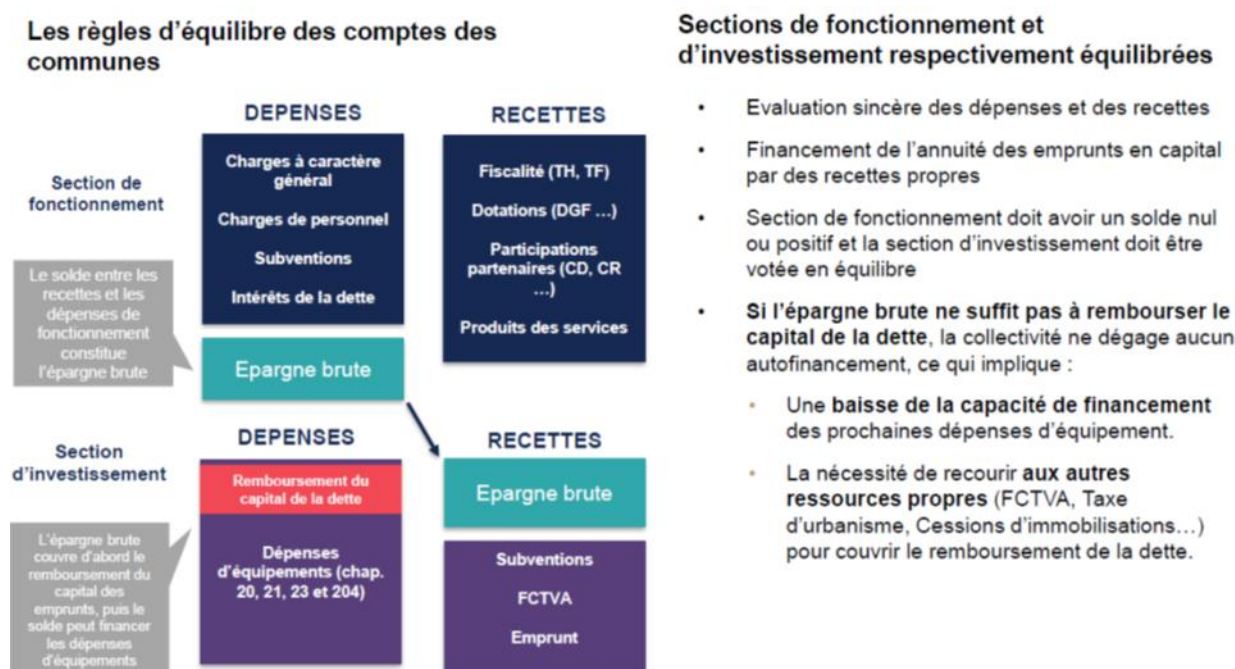 Les règles d'équilibre des comptes des
communes
DEPENSES
RECETTES
Section de
fonctionnement
Charges à caractère
général
Charges de personnel
Subventions
Intérêts de la dette
Fiscalité (TH, TF)
Dotations (DGF ...)
Participations
partenaires (CD, CR
...)
Produits des services
Le solde entre les
recettes et les
dépenses de
fonctionnement
constitue
l'épargne brute
Epargne brute
Section
d'investissement
DEPENSES
RECETTES
Remboursement du
capital de la dette
Dépenses
d'équipements (chap.
20, 21, 23 et 204)
Epargne brute
Subventions
FCTVA
Emprunt
L'épargne brute
couvre d'abord le
remboursement du
capital des
emprunts, puis le
solde peut financer
les dépenses
d'équipements
Sections de fonctionnement et
d'investissement respectivement équilibrées
• Evaluation sincère des dépenses et des recettes
• Financement de l'annuité des emprunts en capital
par des recettes propres
• Section de fonctionnement doit avoir un solde nul
ou positif et la section d'investissement doit être
votée en équilibre
• Si l'épargne brute ne suffit pas à rembourser le
capital de la dette, la collectivité ne dégage aucun
autofinancement, ce qui implique :
• Une baisse de la capacité de financement
des prochaines dépenses d'équipement.
• La nécessité de recourir aux autres
ressources propres (FCTVA, Taxe
d'urbanisme, Cessions d'immobilisations...)
pour couvrir le remboursement de la dette.